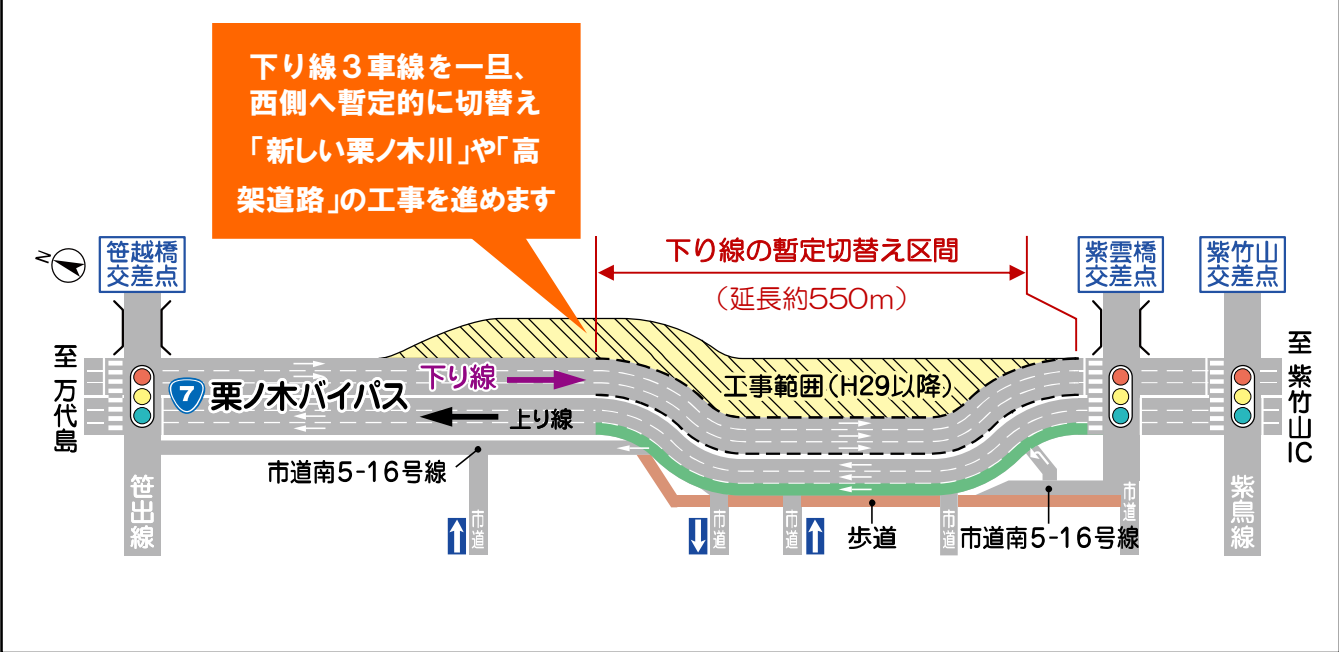 下り線３車線を一旦、
西側へ暫定的に切替え
「新しい栗ノ木川」や「高
架道路」の工事を進めます
N
笹越橋
交差点
下り線の暫定切替え区間
（延長約550m）
紫雲橋
交差点
紫竹山
交差点
至 万代島
7
栗ノ木バイパス
下り線
上り線
工事範囲（H29以降）
至 紫竹山IC
市道南5-16号線
笹出線
市道
市道
市道
歩道
市道
市道南5-16号線
市道
紫鳥線